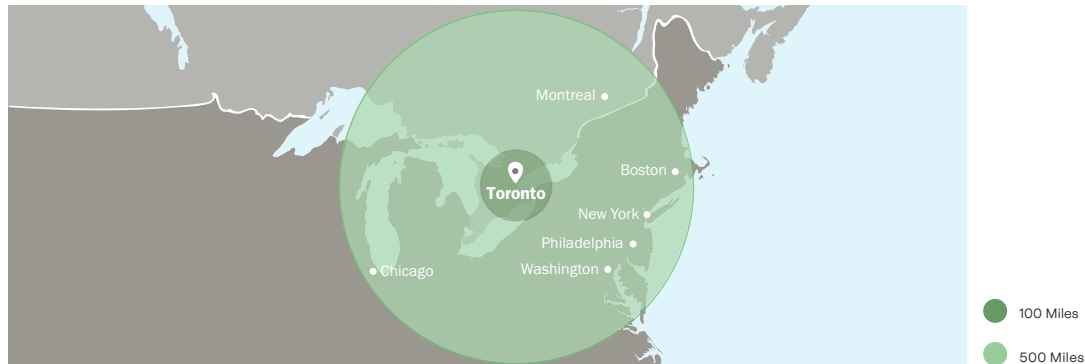 Montreal
Boston
Toronto
New York
Philadelphia
Washington
Chicago
100 Miles
500 Miles